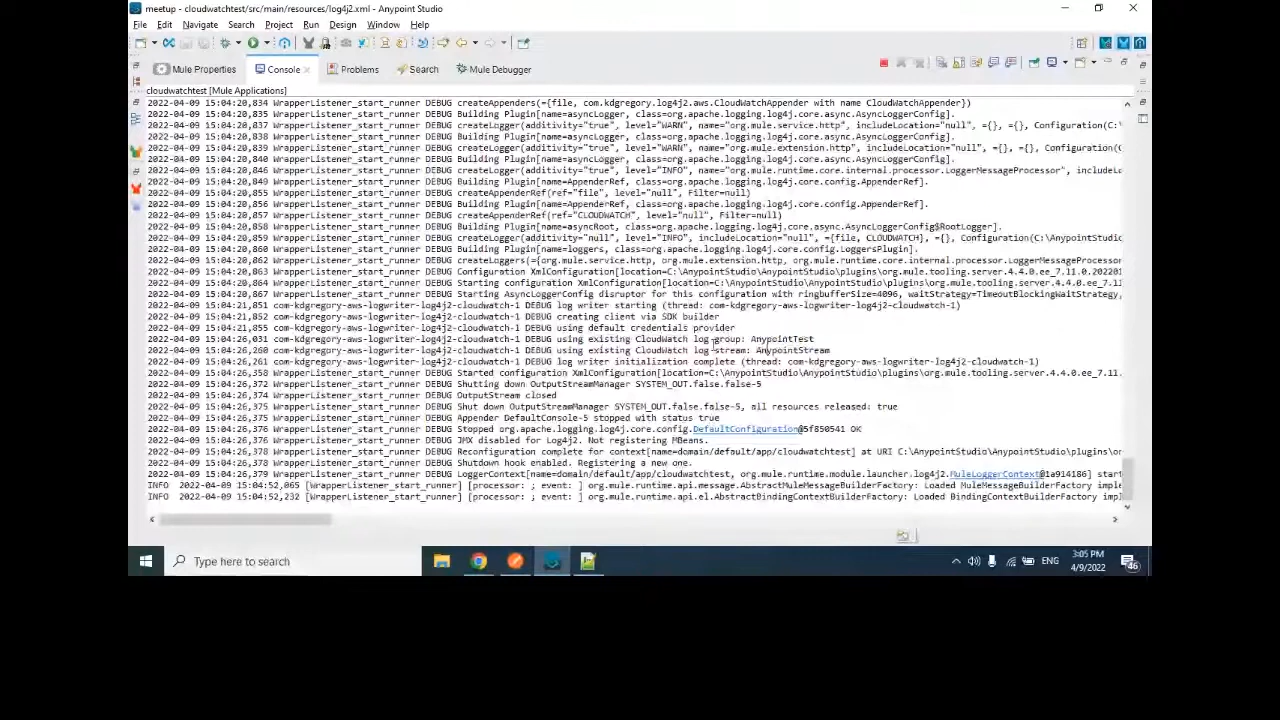 meetup - cloudwatchtest/src/main/resources/log4j2.xml - Anypoint Studio
File Edit Navigate Search Project Run Design Window Help
Mule Properties Console Problems Search Mule Debugger
cloudwatchtest [Mule Applications]
2022-04-09 15:04:20,834 WrapperListener_start_runner DEBUG createAppenders(={file, com.kdgregory.log4j2.aws.CloudWatchAppender with name CloudWatchAppender})
2022-04-09 15:04:20,835 WrapperListener_start_runner DEBUG Building Plugin[name=asyncLogger, class=org.apache.logging.log4j.core.async.AsyncLoggerConfig].
2022-04-09 15:04:20,837 WrapperListener_start_runner DEBUG createLogger(additivity="true", level="WARN", name="org.mule.service.http", includeLocation="null", ={}, ={}, Configuration(C:\
2022-04-09 15:04:20,838 WrapperListener_start_runner DEBUG Building Plugin[name=asyncLogger, class=org.apache.logging.log4j.core.async.AsyncLoggerConfig].
2022-04-09 15:04:20,839 WrapperListener_start_runner DEBUG createLogger(additivity="true", level="WARN", name="org.mule.extension.http", includeLocation="null", ={}, ={}, Configuration(C
2022-04-09 15:04:20,840 WrapperListener_start_runner DEBUG Building Plugin[name=asyncLogger, class=org.apache.logging.log4j.core.async.AsyncLoggerConfig].
2022-04-09 15:04:20,846 WrapperListener_start_runner DEBUG createLogger(additivity="true", level="INFO", name="org.mule.runtime.core.internal.processor.LoggerMessageProcessor", includeLo
2022-04-09 15:04:20,849 WrapperListener_start_runner DEBUG Building Plugin[name=AppenderRef, class=org.apache.logging.log4j.core.config.AppenderRef].
2022-04-09 15:04:20,855 WrapperListener_start_runner DEBUG createAppenderRef(ref="file", level="null", Filter=null)
2022-04-09 15:04:20,856 WrapperListener_start_runner DEBUG Building Plugin[name=AppenderRef, class=org.apache.logging.log4j.core.config.AppenderRef].
2022-04-09 15:04:20,857 WrapperListener_start_runner DEBUG createAppenderRef(ref="CLOUDWATCH", level="null", Filter=null)
2022-04-09 15:04:20,858 WrapperListener_start_runner DEBUG Building Plugin[name=asyncRoot, class=org.apache.logging.log4j.core.async.AsyncLoggerConfig$RootLogger].
2022-04-09 15:04:20,859 WrapperListener_start_runner DEBUG createLogger(additivity="null", level="INFO", includeLocation="null", ={file, CLOUDWATCH}, ={}, Configuration(C:\AnypointStudio
2022-04-09 15:04:20,860 WrapperListener_start_runner DEBUG Building Plugin[name=loggers, class=org.apache.logging.log4j.core.config.LoggersPlugin].
2022-04-09 15:04:20,862 WrapperListener_start_runner DEBUG createLoggers(={org.mule.service.http, org.mule.extension.http, org.mule.runtime.core.internal.processor.LoggerMessageProcessor
2022-04-09 15:04:20,863 WrapperListener_start_runner DEBUG Configuration XmlConfiguration[location=C:\AnypointStudio\AnypointStudio\plugins\org.mule.tooling.server.4.4.0.ee_7.11.0.202201
2022-04-09 15:04:20,864 WrapperListener_start_runner DEBUG Starting configuration XmlConfiguration[location=C:\AnypointStudio\AnypointStudio\plugins\org.mule.tooling.server.4.4.0.ee_7.11
2022-04-09 15:04:20,867 WrapperListener_start_runner DEBUG Starting AsyncLoggerConfig disruptor for this configuration with ringbufferSize=4096, waitStrategy=TimeoutBlockingWaitStrategy,
2022-04-09 15:04:21,851 com-kdgregory-aws-logwriter-log4j2-cloudwatch-1 DEBUG log writer starting (thread: com-kdgregory-aws-logwriter-log4j2-cloudwatch-1)
2022-04-09 15:04:21,852 com-kdgregory-aws-logwriter-log4j2-cloudwatch-1 DEBUG creating client via SDK builder
2022-04-09 15:04:21,855 com-kdgregory-aws-logwriter-log4j2-cloudwatch-1 DEBUG using default credentials provider
2022-04-09 15:04:26,031 com-kdgregory-aws-logwriter-log4j2-cloudwatch-1 DEBUG using existing CloudWatch log group: AnypointTest
2022-04-09 15:04:26,260 com-kdgregory-aws-logwriter-log4j2-cloudwatch-1 DEBUG using existing CloudWatch log stream: AnypointStream
2022-04-09 15:04:26,261 com-kdgregory-aws-logwriter-log4j2-cloudwatch-1 DEBUG log writer initialization complete (thread: com-kdgregory-aws-logwriter-log4j2-cloudwatch-1)
2022-04-09 15:04:26,358 WrapperListener_start_runner DEBUG Started configuration XmlConfiguration[location=C:\AnypointStudio\AnypointStudio\plugins\org.mule.tooling.server.4.4.0.ee_7.11.
2022-04-09 15:04:26,372 WrapperListener_start_runner DEBUG Shutting down OutputStreamManager SYSTEM_OUT.false.false-5
2022-04-09 15:04:26,374 WrapperListener_start_runner DEBUG OutputStream closed
2022-04-09 15:04:26,375 WrapperListener_start_runner DEBUG Shut down OutputStreamManager SYSTEM_OUT.false.false-5, all resources released: true
2022-04-09 15:04:26,375 WrapperListener_start_runner DEBUG Appender DefaultConsole-5 stopped with status true
2022-04-09 15:04:26,376 WrapperListener_start_runner DEBUG Stopped org.apache.logging.log4j.core.config.DefaultConfiguration@5f850541 OK
2022-04-09 15:04:26,376 WrapperListener_start_runner DEBUG JMX disabled for Log4j2. Not registering MBeans.
2022-04-09 15:04:26,378 WrapperListener_start_runner DEBUG Reconfiguration complete for context[name=domain/default/app/cloudwatchtest] at URI C:\AnypointStudio\AnypointStudio\plugins\or
2022-04-09 15:04:26,378 WrapperListener_start_runner DEBUG Shutdown hook enabled. Registering a new one.
2022-04-09 15:04:26,379 WrapperListener_start_runner DEBUG LoggerContext[name=domain/default/app/cloudwatchtest, org.mule.runtime.module.launcher.log4j2.MuleLoggerContext@1a914186] start
INFO 2022-04-09 15:04:52,065 [WrapperListener_start_runner] [processor: ; event: ] org.mule.runtime.api.message.AbstractMuleMessageBuilderFactory: Loaded MuleMessageBuilderFactory imple
INFO 2022-04-09 15:04:52,232 [WrapperListener_start_runner] [processor: ; event: ] org.mule.runtime.api.el.AbstractBindingContextBuilderFactory: Loaded BindingContextBuilderFactory impl
Type here to search
ENG
3:05 PM
4/9/2022
46